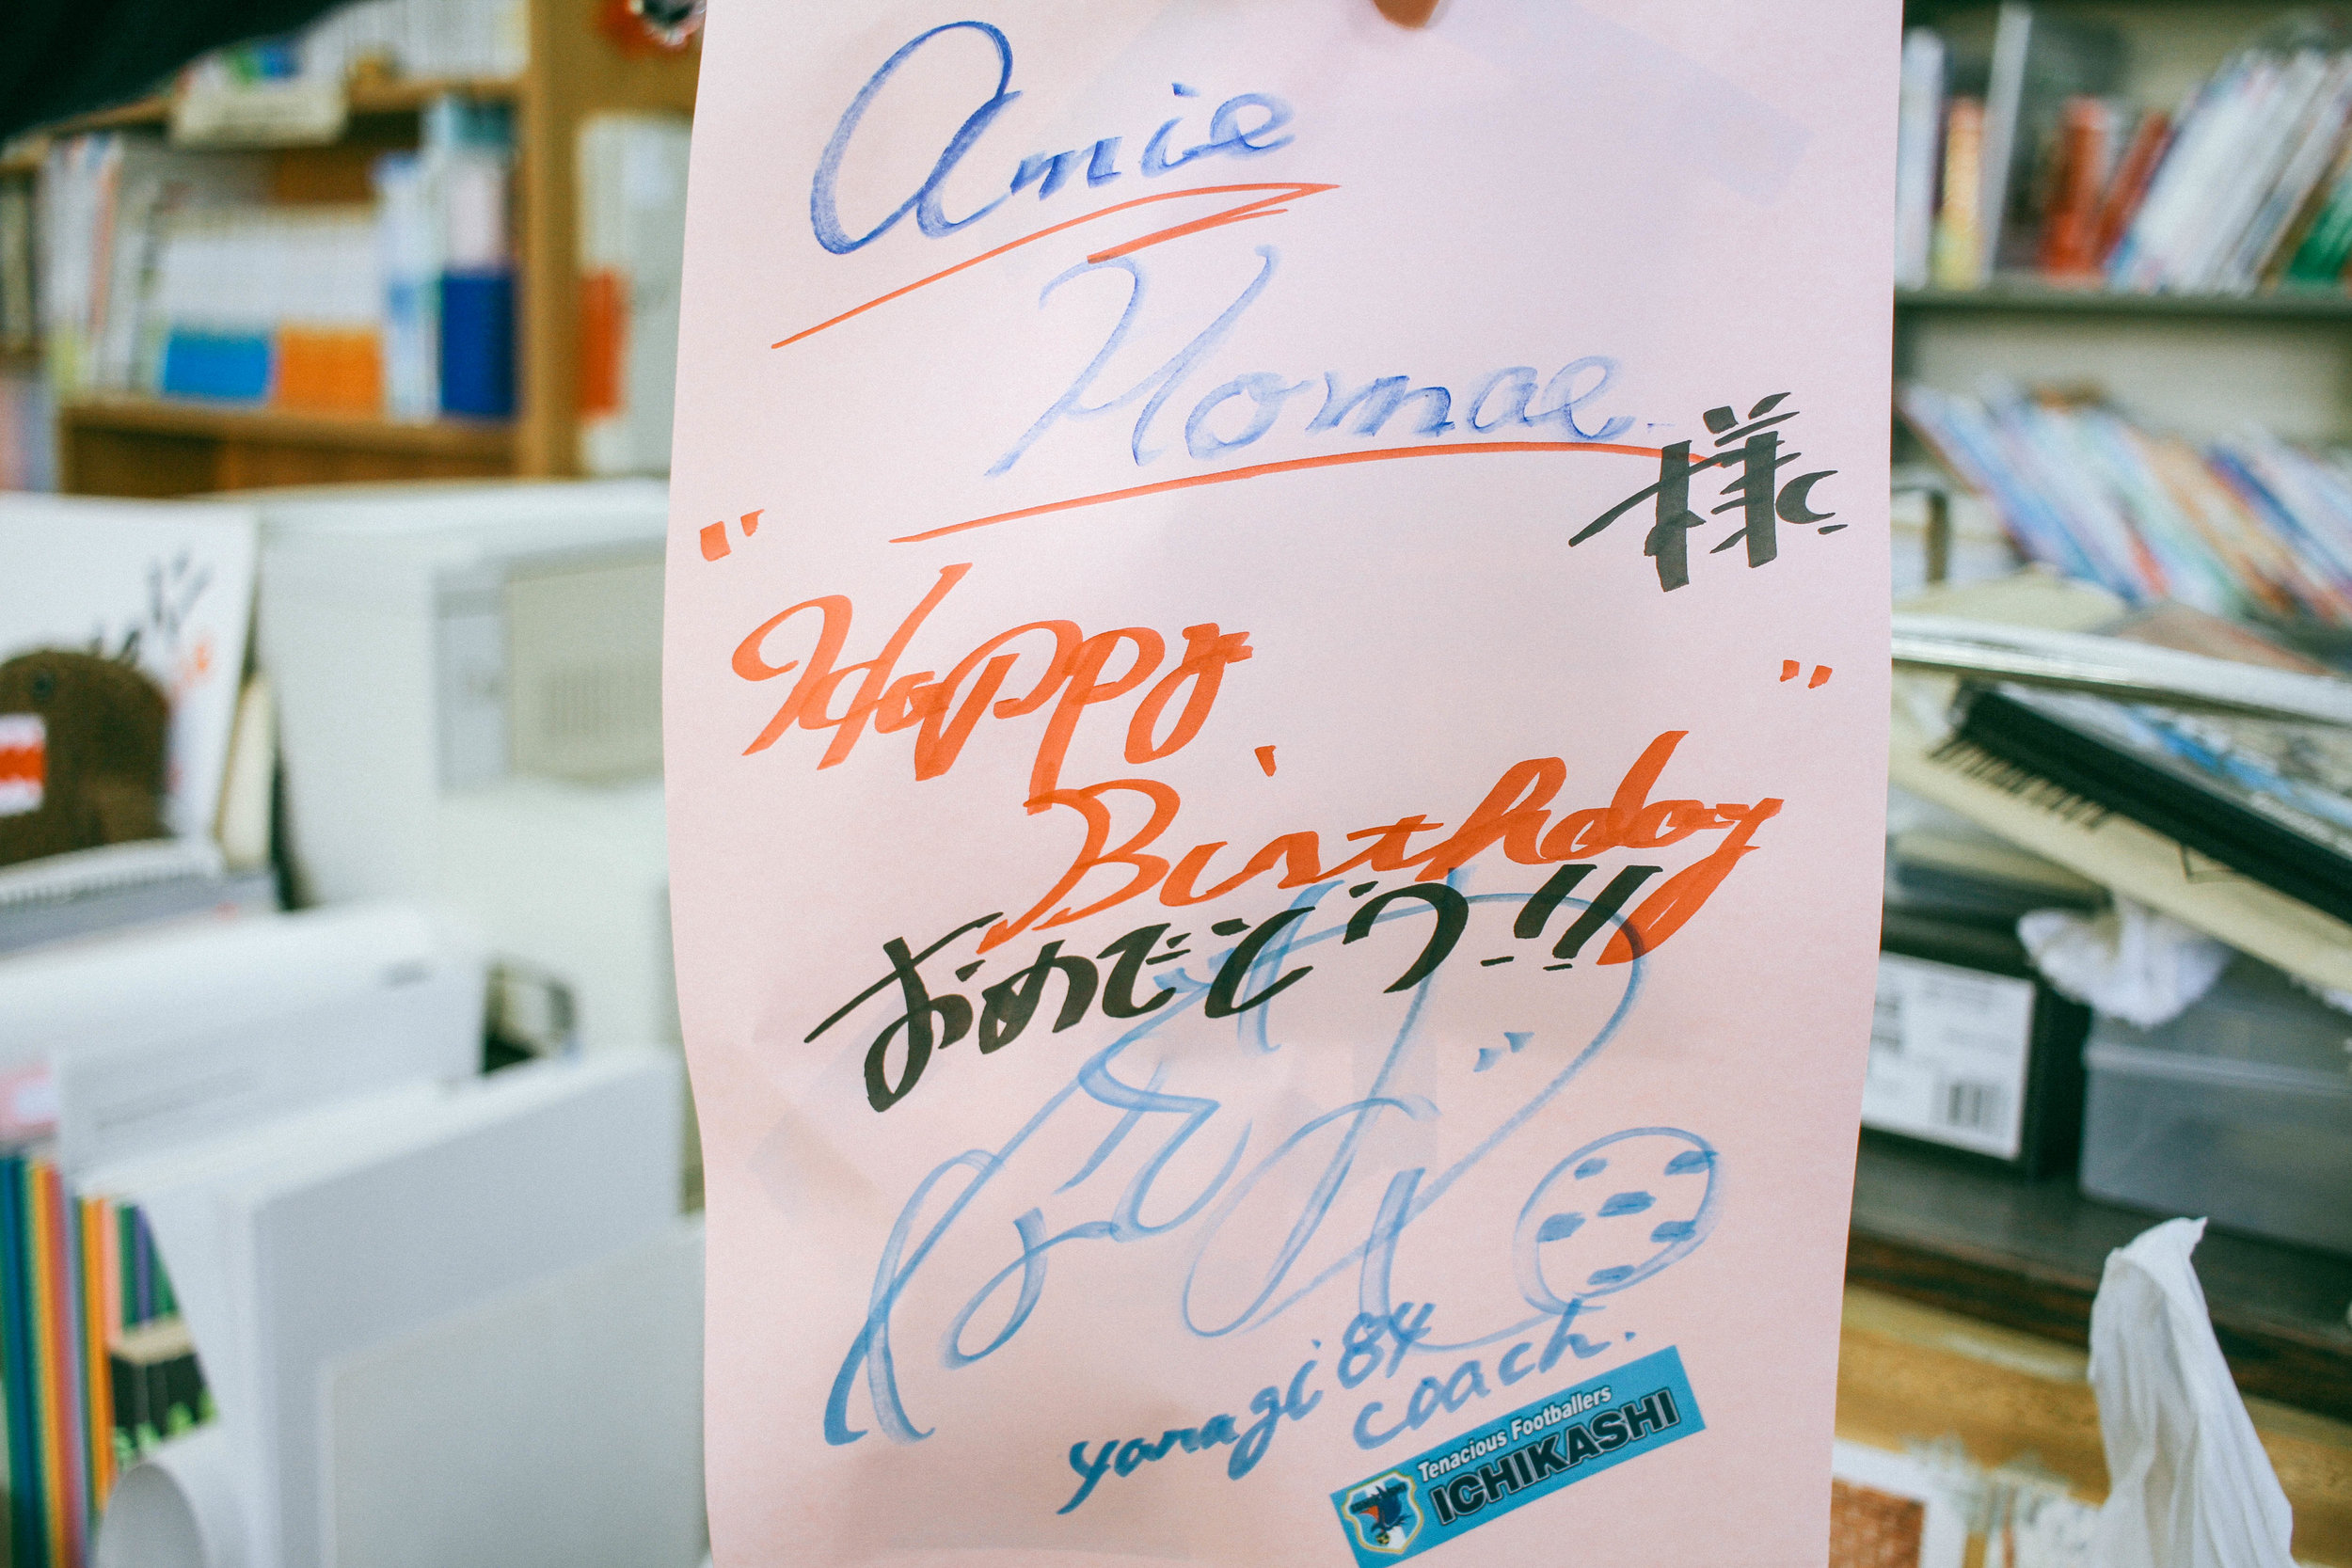 Amie
Homae 様
"Happy
Birthday"
おめでとう!!
yanagi 84
coach.
Tenacious Footballers
ICHIKASHI